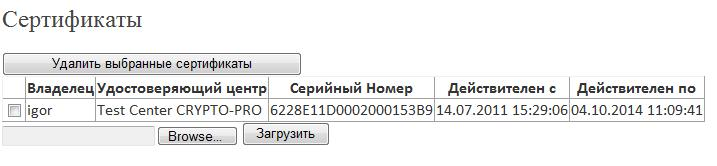 Сертификаты
Удалить выбранные сертификаты
Владелец Удостоверяющий центр Серийный Номер Действителен с Действителен по
igor Test Center CRYPTO-PRO 6228E11D0002000153B9 14.07.2011 15:29:06 04.10.2014 11:09:41
Browse... Загрузить